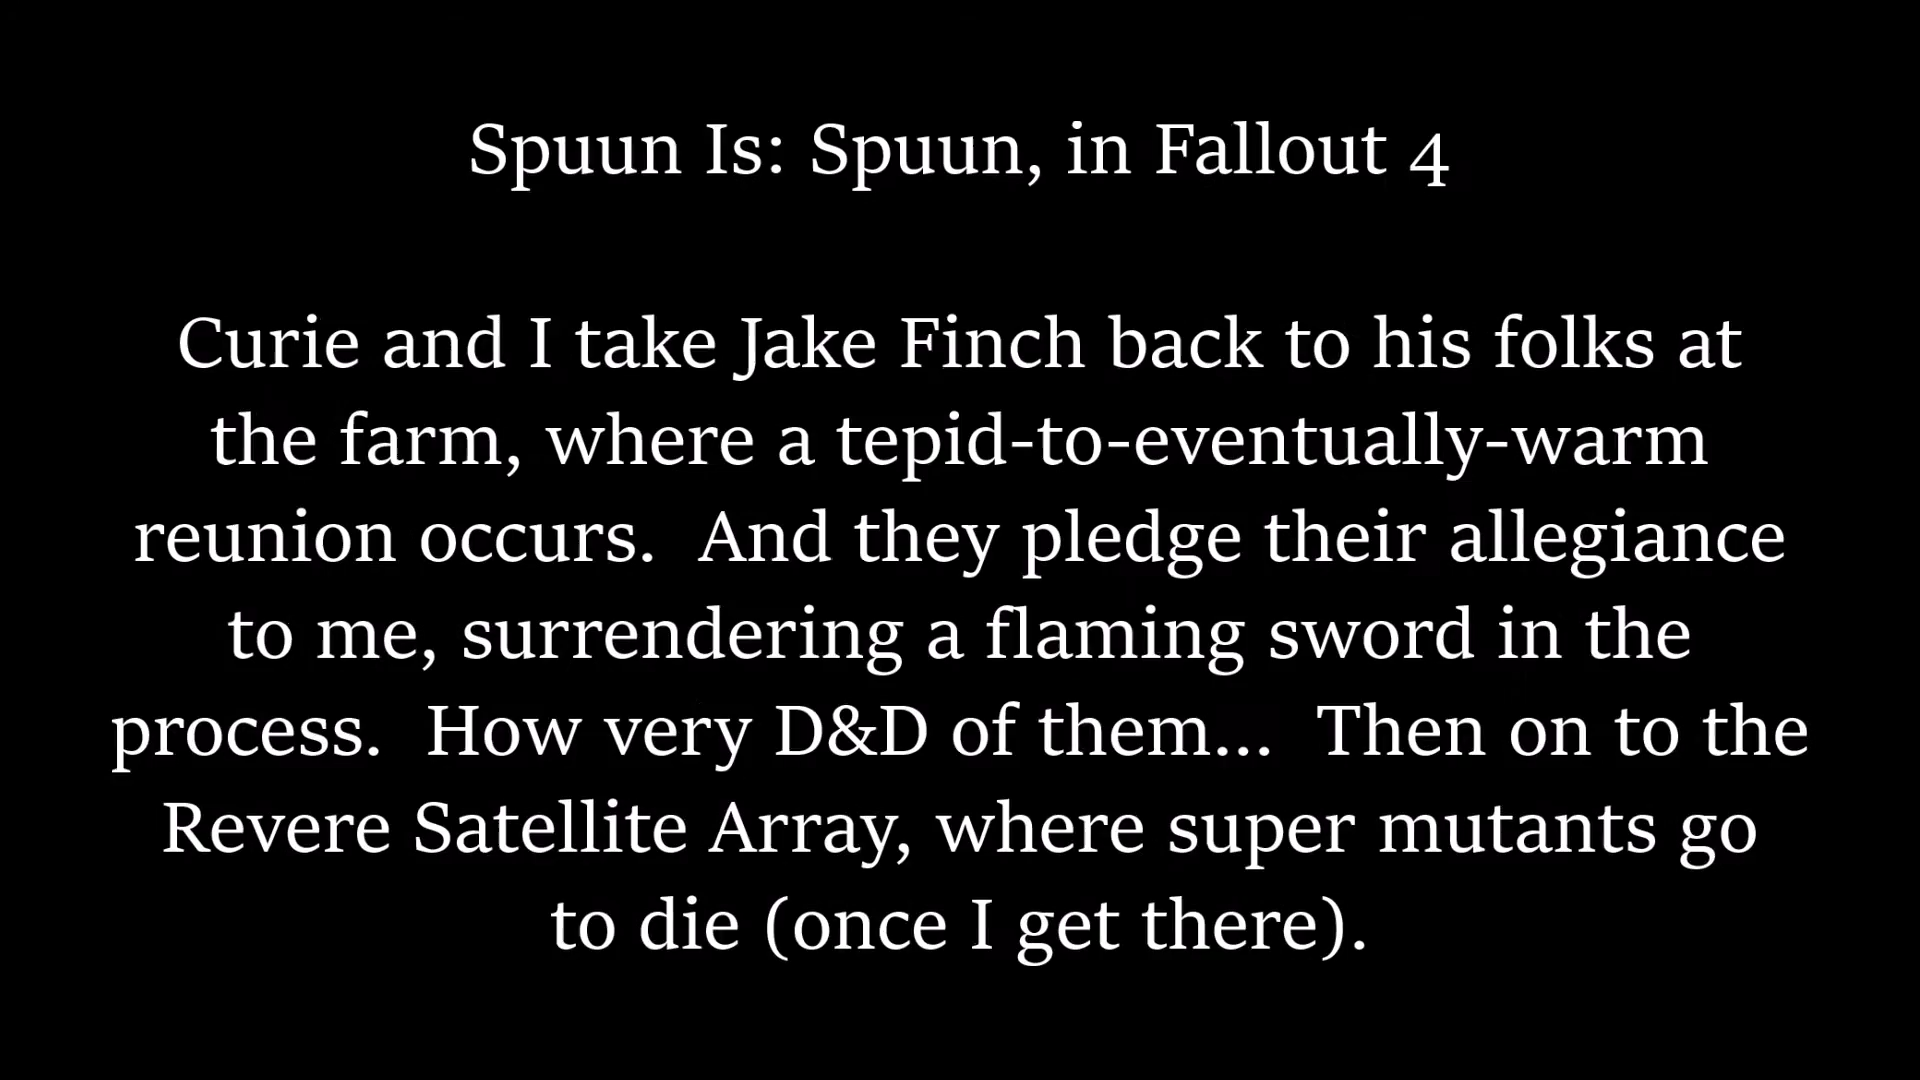 Spuun Is: Spuun, in Fallout 4
Curie and I take Jake Finch back to his folks at
the farm, where a tepid-to-eventually-warm
reunion occurs.  And they pledge their allegiance
to me, surrendering a flaming sword in the
process.  How very D&D of them...  Then on to the
Revere Satellite Array, where super mutants go
to die (once I get there).